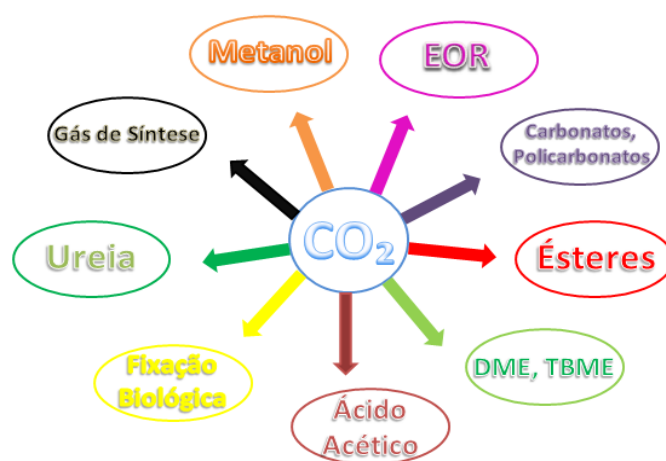 Metanol
EOR
Gás de Síntese
Carbonatos,
Policarbonatos
CO₂
Ureia
Ésteres
Fixação
Biológica
DME, TBME
Ácido
Acético